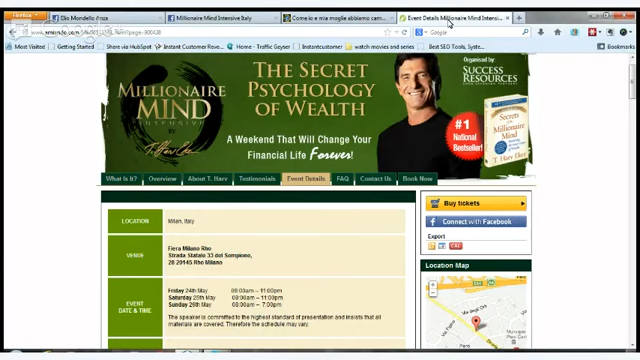 Firefox
Elio Mondello
Millionaire Mind Intensive Italy
Come io e mia moglie abbiamo cam...
Event Details Millionaire Mind Intensi...
Google
Most Visited
Getting Started
Share via HubSpot
Instant Customer Revie...
Home - Traffic Geyser
Instantcustomer
watch movies and series
Best SEO Tools, Syste...
MILLIONAIRE
MIND
INTENSIVE
BY
THE SECRET
PSYCHOLOGY
OF WEALTH
A Weekend That Will Change Your
Financial Life Forever!
Organised by:
SUCCESS
RESOURCES
#1
National
Bestseller!
Secrets
of the
Millionaire
Mind
T. Harv Eker
What Is It?
Overview
About T. Harv
Testimonials
Event Details
FAQ
Contact Us
Book Now
LOCATION
Milan, Italy
VENUE
Fiera Milano Rho
Strada Statale 33 del Sempione,
28 20145 Rho Milano
EVENT
DATE & TIME
Friday 24th May 09:00am – 11:00pm
Saturday 25th May 09:00am – 11:00pm
Sunday 26th May 09:00am – 7:00pm
The speaker is committed to the highest standard of presentation and insists that all
materials are covered. Therefore the schedule may vary.
Buy tickets
Connect with Facebook
Export
CAL
Location Map